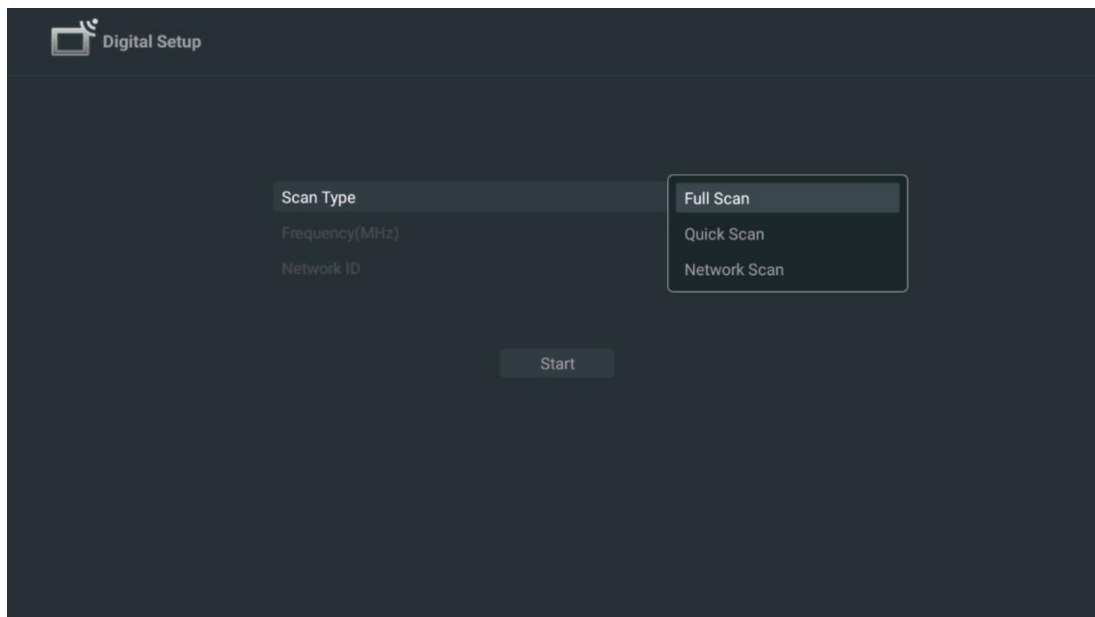 Digital Setup
Scan Type
Full Scan
Frequency(MHz)
Quick Scan
Network ID
Network Scan
Start